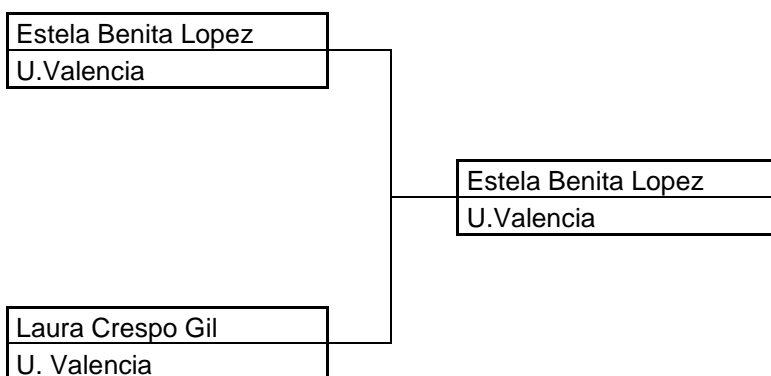 Estela Benita Lopez
U.Valencia
Estela Benita Lopez
U.Valencia
Laura Crespo Gil
U. Valencia